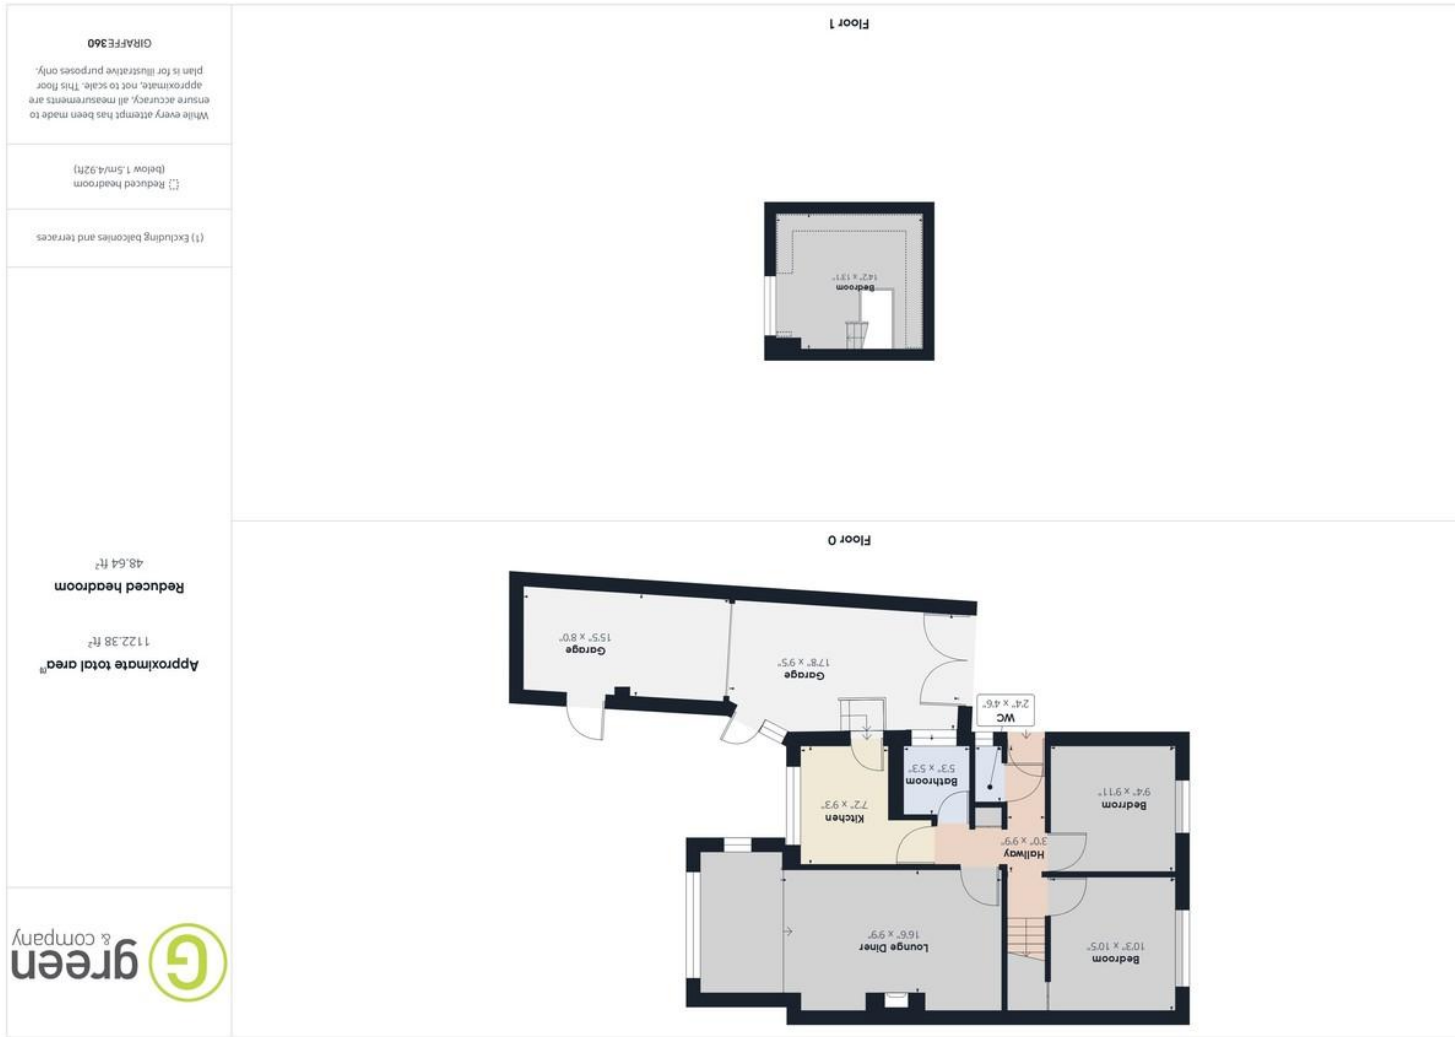 Bedroom
10'3" x 10'5"
Lounge Diner
16'6" x 9'9"
Hallway
3'0" x 9'9"
Bedrrom
9'4" x 9'11"
Bathroom
5'3" x 5'3"
Kitchen
7'2" x 9'3"
WC
2'4" x 4'6"
Garage
17'8" x 9'5"
Garage
15'5" x 8'0"
Floor 0
Bedroom
14'2" x 13'1"
Floor 1
G green
& company
Approximate total area(1)
1122.38 ft²
Reduced headroom
48.64 ft²
(1) Excluding balconies and terraces
Reduced headroom
(below 1.5m/4.92ft)
While every attempt has been made to
ensure accuracy, all measurements are
approximate, not to scale. This floor
plan is for illustrative purposes only.
GIRAFFE360